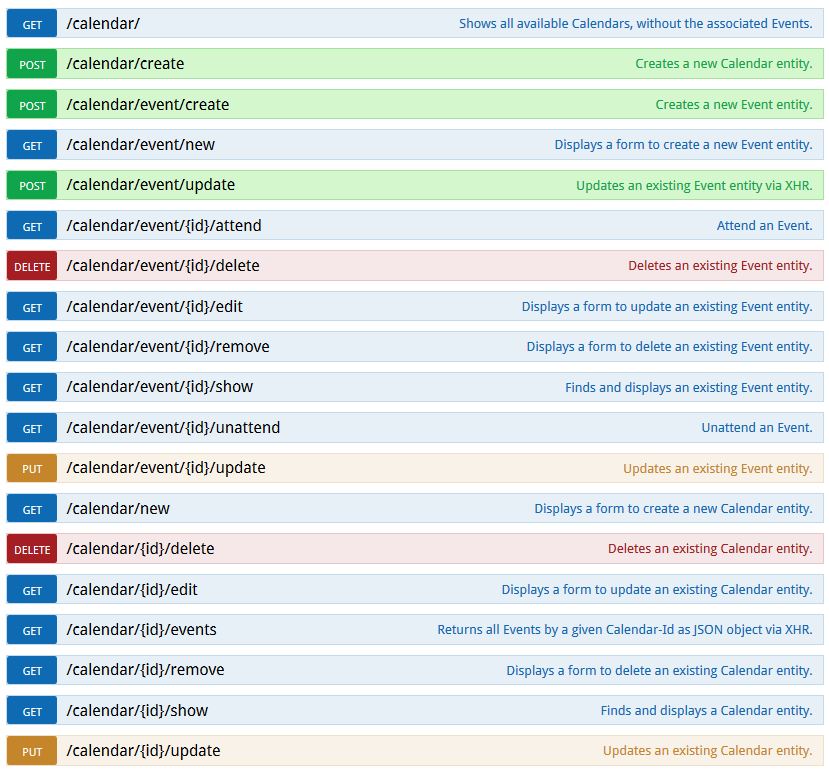 GET /calendar/ Shows all available Calendars, without the associated Events.
POST /calendar/create Creates a new Calendar entity.
POST /calendar/event/create Creates a new Event entity.
GET /calendar/event/new Displays a form to create a new Event entity.
POST /calendar/event/update Updates an existing Event entity via XHR.
GET /calendar/event/{id}/attend Attend an Event.
DELETE /calendar/event/{id}/delete Deletes an existing Event entity.
GET /calendar/event/{id}/edit Displays a form to update an existing Event entity.
GET /calendar/event/{id}/remove Displays a form to delete an existing Event entity.
GET /calendar/event/{id}/show Finds and displays an existing Event entity.
GET /calendar/event/{id}/unattend Unattend an Event.
PUT /calendar/event/{id}/update Updates an existing Event entity.
GET /calendar/new Displays a form to create a new Calendar entity.
DELETE /calendar/{id}/delete Deletes an existing Calendar entity.
GET /calendar/{id}/edit Displays a form to update an existing Calendar entity.
GET /calendar/{id}/events Returns all Events by a given Calendar-Id as JSON object via XHR.
GET /calendar/{id}/remove Displays a form to delete an existing Calendar entity.
GET /calendar/{id}/show Finds and displays a Calendar entity.
PUT /calendar/{id}/update Updates an existing Calendar entity.